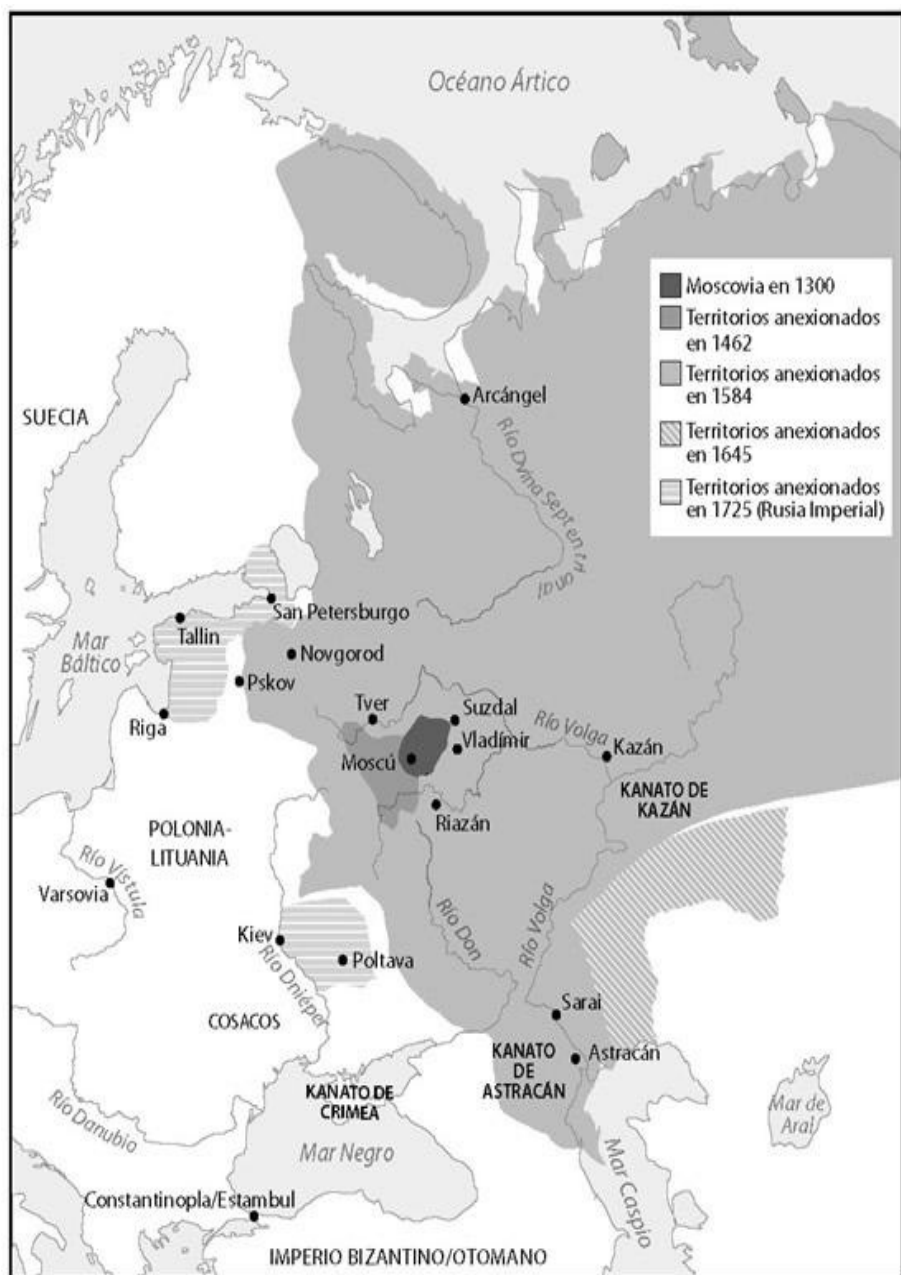 Océano Ártico
Moscovia en 1300
Territorios anexionados
en 1462
Territorios anexionados
en 1584
Territorios anexionados
en 1645
Territorios anexionados
en 1725 (Rusia Imperial)
Arcángel
SUECIA
Río Dvina Septentrional
San Petersburgo
Tallin
Mar
Báltico
Novgorod
Pskov
Riga
Tver
Suzdal
Vladímir
Río Volga
Kazán
Moscú
KANATO DE
KAZÁN
Riazán
POLONIA-
LITUANIA
Río Vístula
Varsovia
Río Don
Río Volga
Kiev
Poltava
Río Dniéper
COSACOS
Sarai
Astracán
KANATO
DE
ASTRACÁN
KANATO DE
CRIMEA
Mar de
Aral
Río Danubio
Mar Negro
Mar Caspio
Constantinopla/Estambul
IMPERIO BIZANTINO/OTOMANO